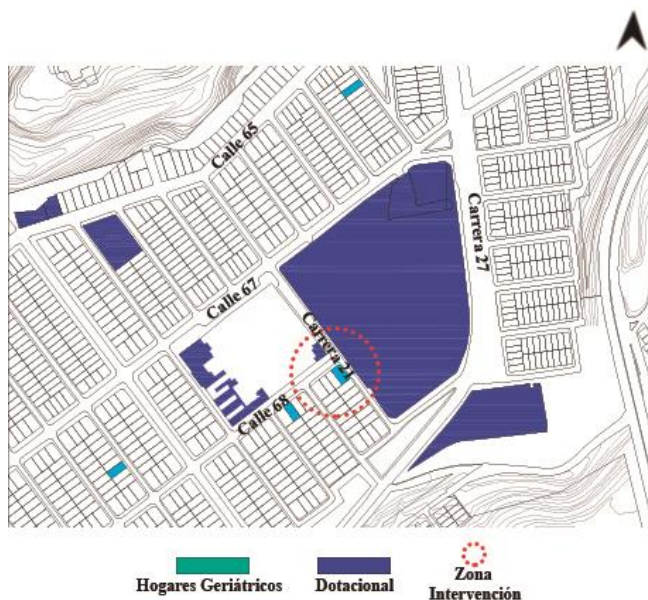 Calle 65
Carrera 27
Calle 67
Carrera 21
Calle 68
Hogares Geriátricos
Dotacional
Zona
Intervención